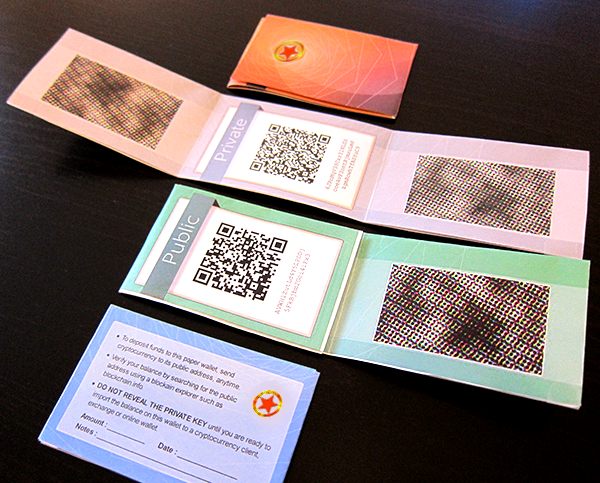 Private
Public
• To deposit funds to this paper wallet, send
cryptocurrency to its public address, anytime.
• Verify your balance by searching for the public
address using a blockain explorer such as
blockchain.info.
• DO NOT REVEAL THE PRIVATE KEY until you are ready to
import the balance on this wallet to a cryptocurrency client,
exchange or online wallet.
Amount :
Date :
Notes :